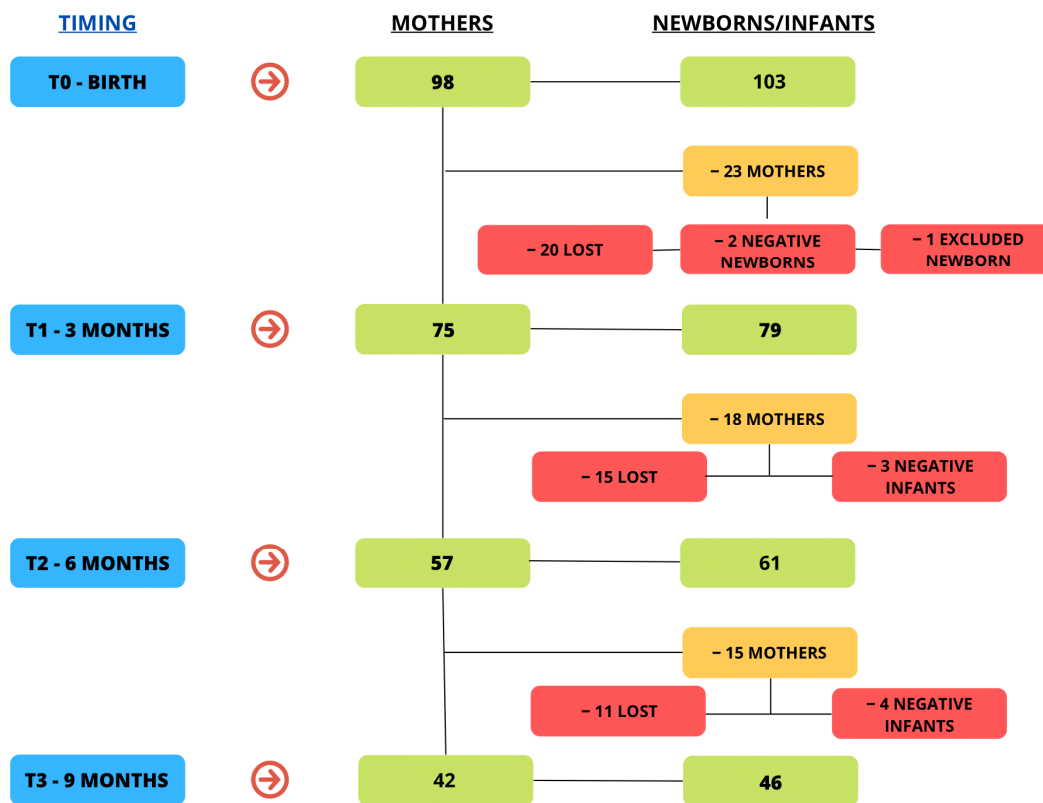 TIMING
MOTHERS
NEWBORNS/INFANTS
T0 - BIRTH
98
103
– 23 MOTHERS
– 20 LOST
– 2 NEGATIVE
NEWBORNS
– 1 EXCLUDED
NEWBORN
T1 - 3 MONTHS
75
79
– 18 MOTHERS
– 15 LOST
– 3 NEGATIVE
INFANTS
T2 - 6 MONTHS
57
61
– 15 MOTHERS
– 11 LOST
– 4 NEGATIVE
INFANTS
T3 - 9 MONTHS
42
46